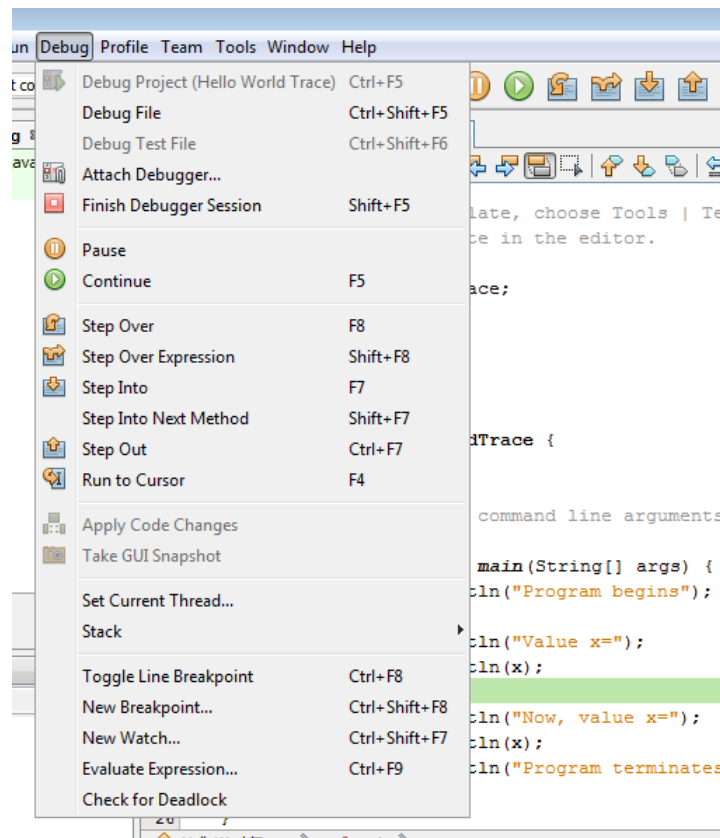 un Debug Profile Team Tools Window Help
Debug Project (Hello World Trace) Ctrl+F5
Debug File Ctrl+Shift+F5
Debug Test File Ctrl+Shift+F6
Attach Debugger...
Finish Debugger Session Shift+F5
Pause
Continue F5
Step Over F8
Step Over Expression Shift+F8
Step Into F7
Step Into Next Method Shift+F7
Step Out Ctrl+F7
Run to Cursor F4
Apply Code Changes
Take GUI Snapshot
Set Current Thread...
Stack
Toggle Line Breakpoint Ctrl+F8
New Breakpoint... Ctrl+Shift+F8
New Watch... Ctrl+Shift+F7
Evaluate Expression... Ctrl+F9
Check for Deadlock
t co
g
ava
late, choose Tools | Te
te in the editor.
ace;
dTrace {
command line arguments
main(String[] args) {
tln("Program begins");
tln("Value x=");
tln(x);
tln("Now, value x=");
tln(x);
tln("Program terminates
26 }